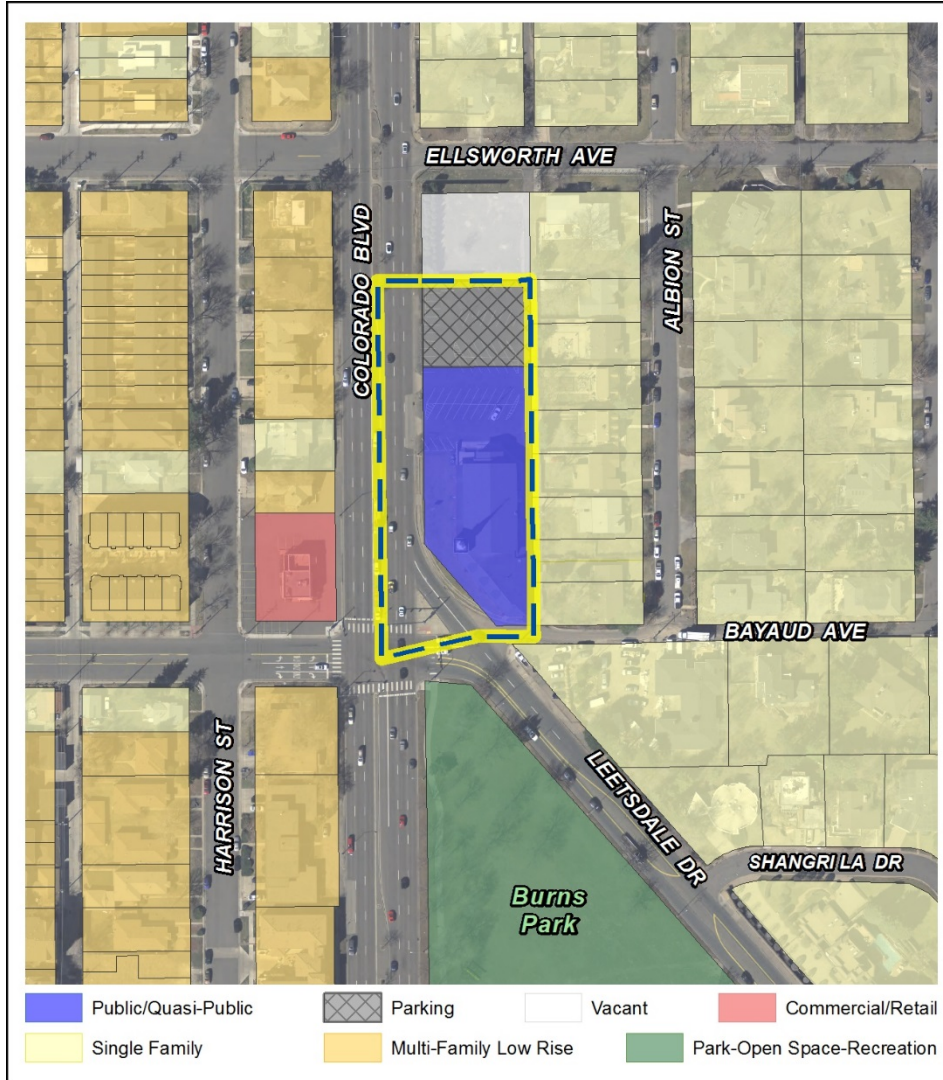 ELLSWORTH AVE
COLORADO BLVD
ALBION ST
BAYAUD AVE
HARRISON ST
LEETSDALE DR
SHANGRI LA DR
Burns
Park
Public/Quasi-Public
Parking
Vacant
Commercial/Retail
Single Family
Multi-Family Low Rise
Park-Open Space-Recreation